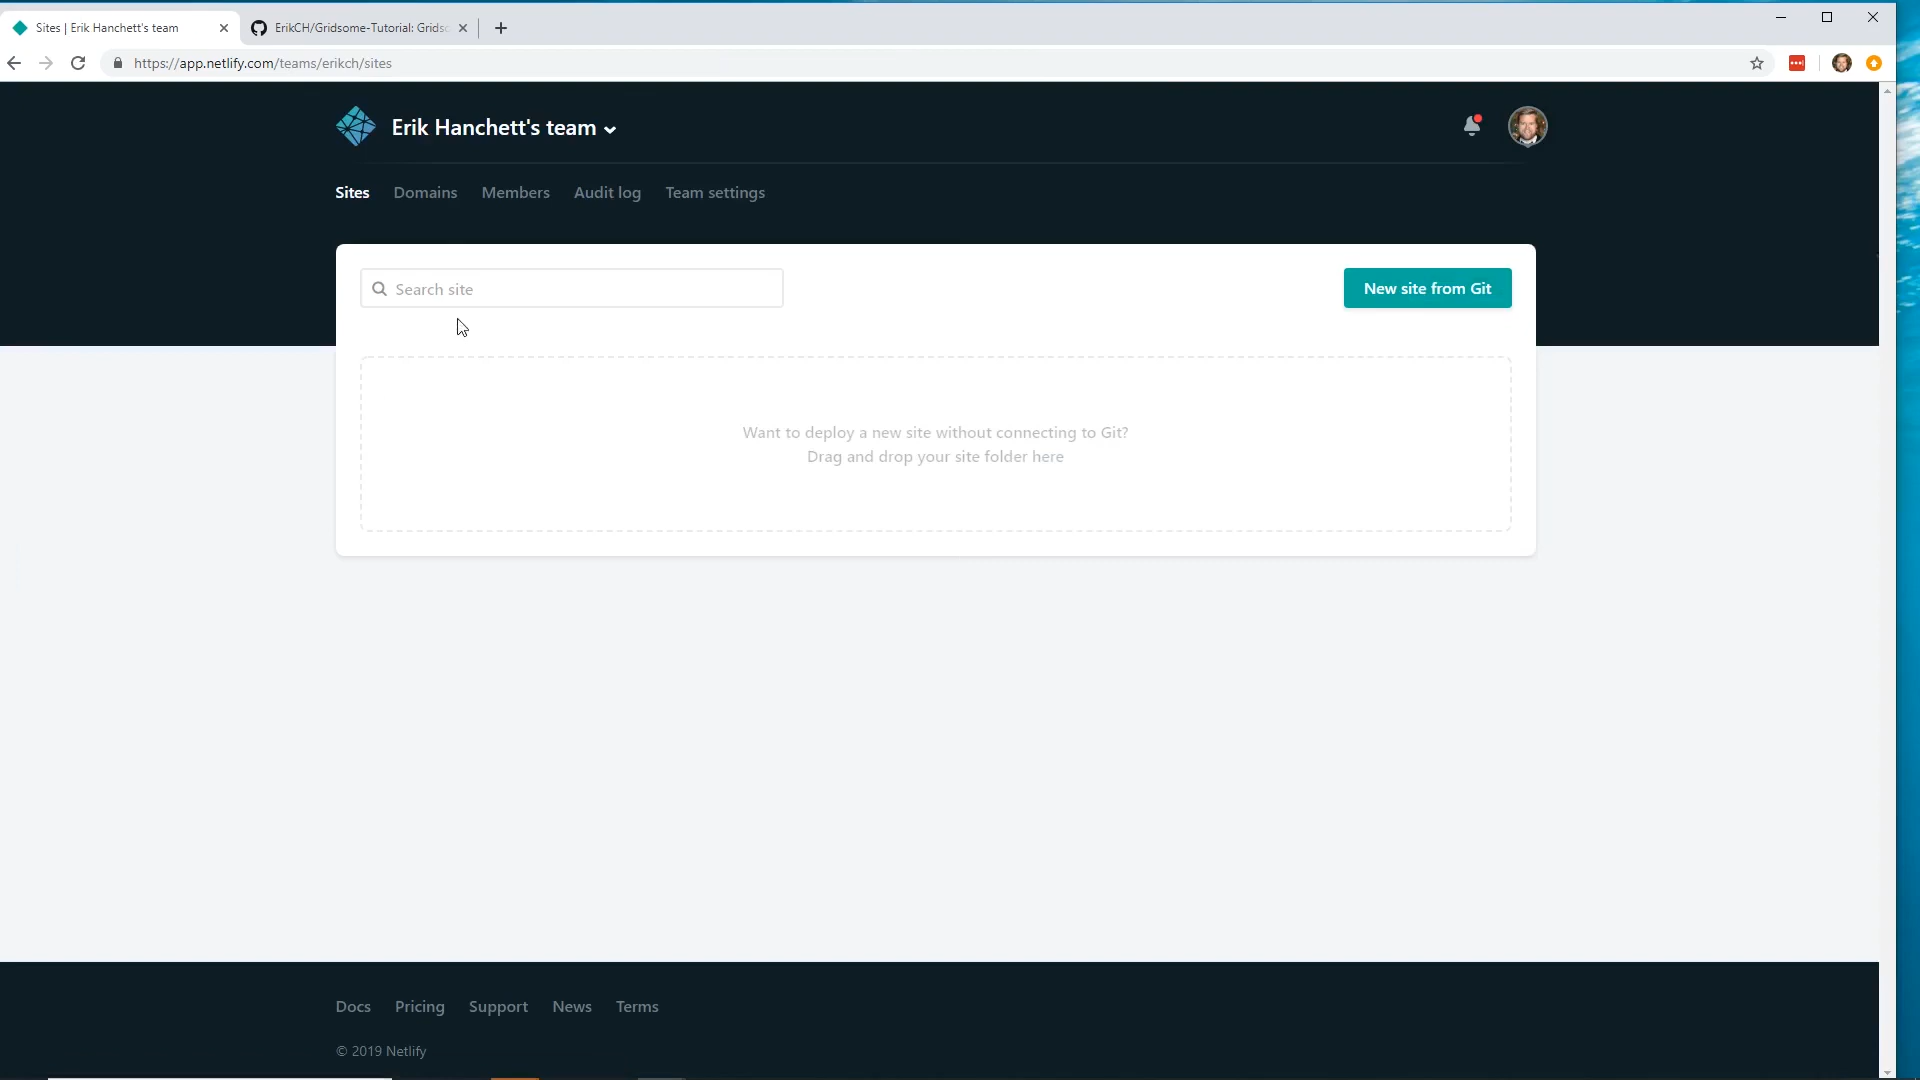 Sites | Erik Hanchett's team
ErikCH/Gridsome-Tutorial: Gridso
https://app.netlify.com/teams/erikch/sites
Erik Hanchett's team
Sites Domains Members Audit log Team settings
Search site
New site from Git
Want to deploy a new site without connecting to Git?
Drag and drop your site folder here
Docs Pricing Support News Terms
© 2019 Netlify